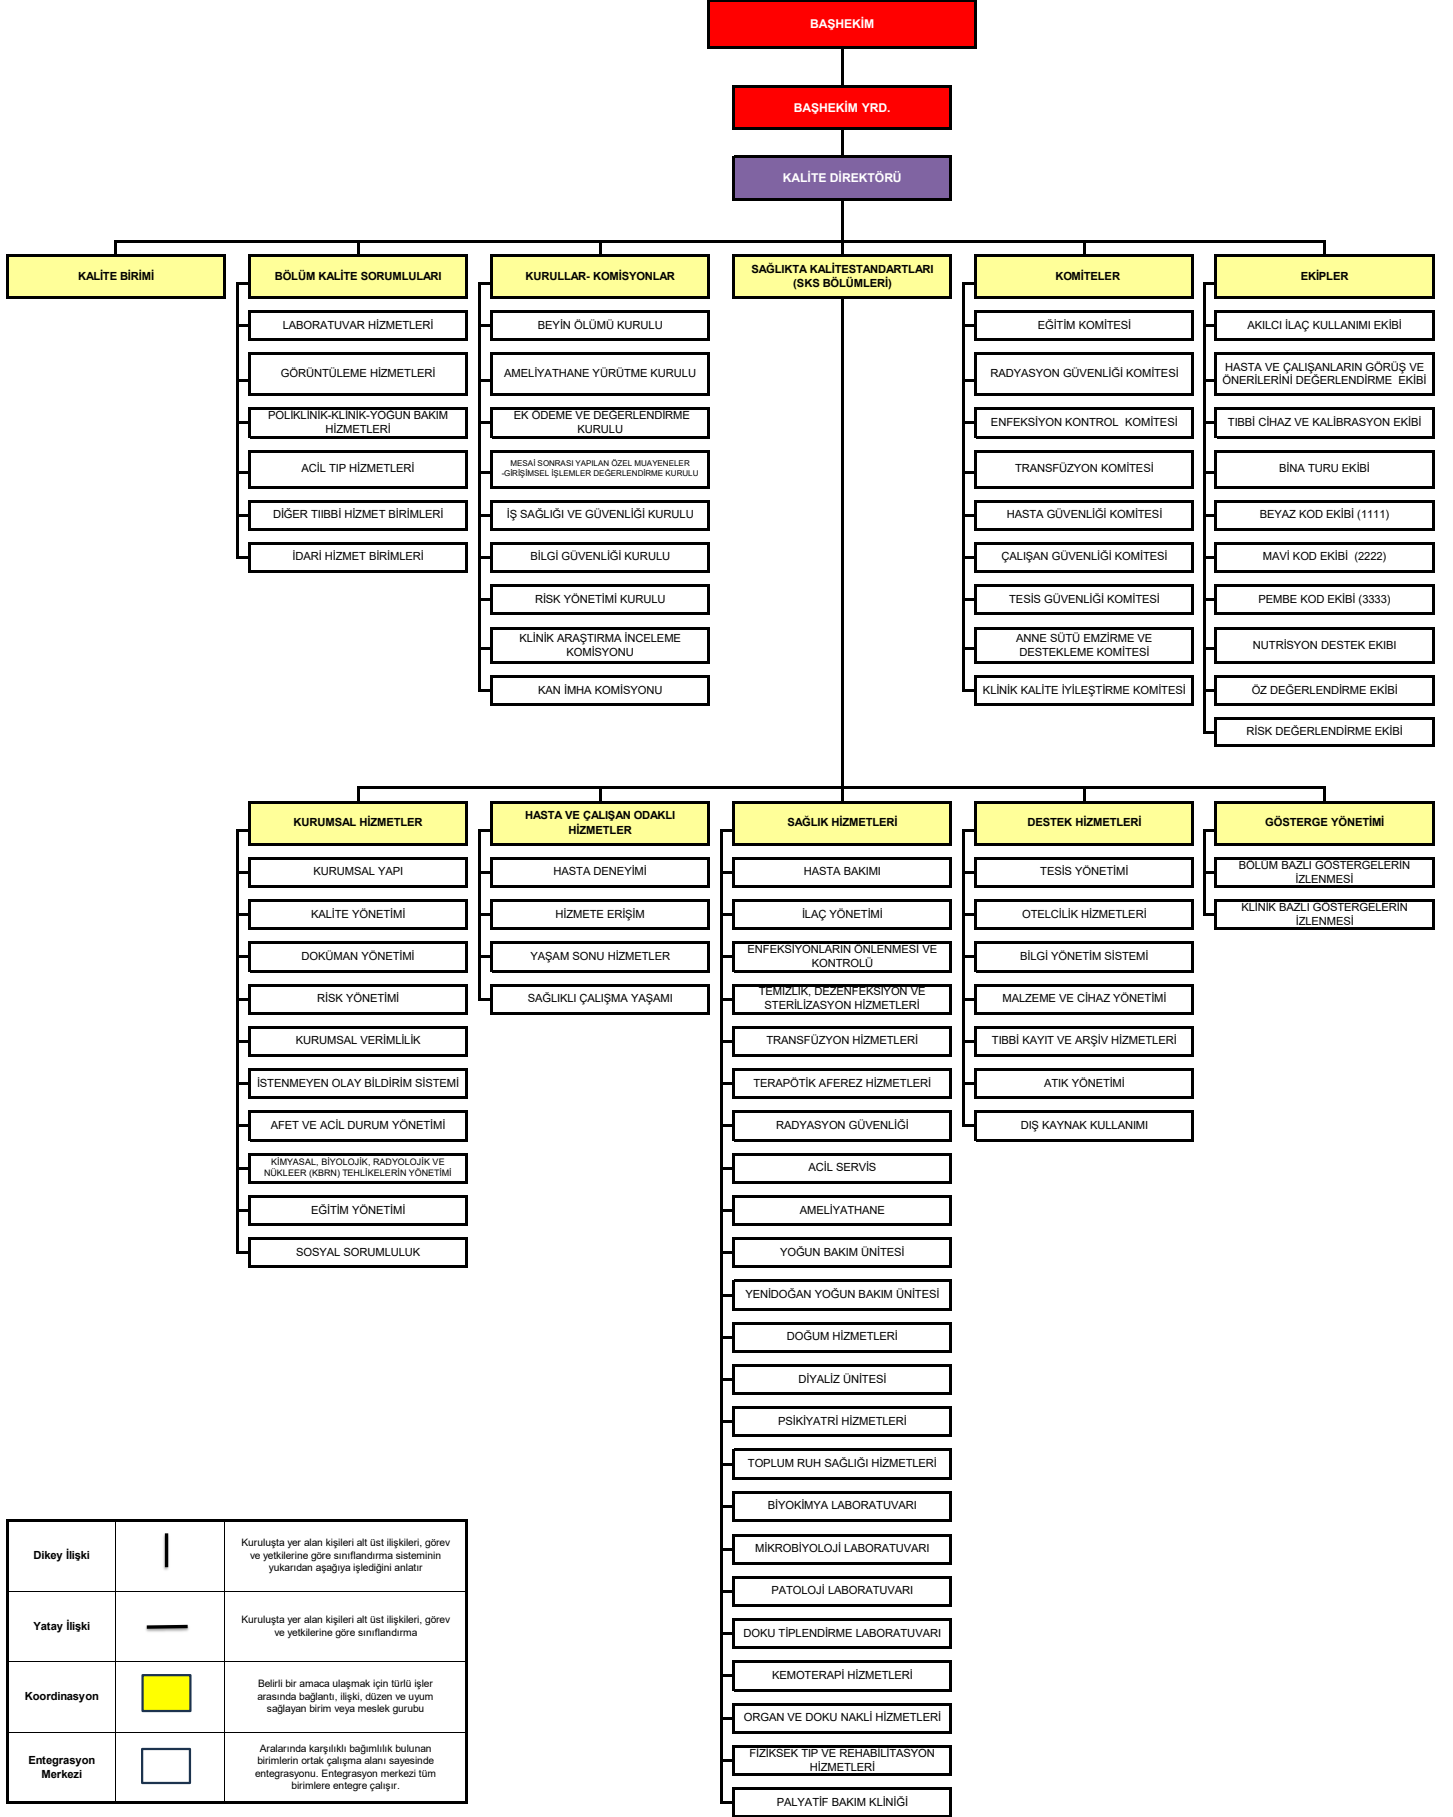 BAŞHEKİM
BAŞHEKİM YRD.
KALİTE DİREKTÖRÜ
KALİTE BİRİMİ
BÖLÜM KALİTE SORUMLULARI
LABORATUVAR HİZMETLERİ
GÖRÜNTÜLEME HİZMETLERİ
POLİKLİNİK-KLİNİK-YOĞUN BAKIM
HİZMETLERİ
ACİL TIP HİZMETLERİ
DİĞER TIIBBİ HİZMET BİRİMLERİ
İDARİ HİZMET BİRİMLERİ
KURULLAR- KOMİSYONLAR
BEYİN ÖLÜMÜ KURULU
AMELİYATHANE YÜRÜTME KURULU
EK ÖDEME VE DEĞERLENDİRME
KURULU
MESAİ SONRASI YAPILAN ÖZEL MUAYENELER
-GİRİŞİMSEL İŞLEMLER DEĞERLENDİRME KURULU
İŞ SAĞLIĞI VE GÜVENLİĞİ KURULU
BİLGİ GÜVENLİĞİ KURULU
RİSK YÖNETİMİ KURULU
KLİNİK ARAŞTIRMA İNCELEME
KOMİSYONU
KAN İMHA KOMİSYONU
SAĞLIKTA KALİTESTANDARTLARI
(SKS BÖLÜMLERİ)
KOMİTELER
EĞİTİM KOMİTESİ
RADYASYON GÜVENLİĞİ KOMİTESİ
ENFEKSİYON KONTROL  KOMİTESİ
TRANSFÜZYON KOMİTESİ
HASTA GÜVENLİĞİ KOMİTESİ
ÇALIŞAN GÜVENLİĞİ KOMİTESİ
TESİS GÜVENLİĞİ KOMİTESİ
ANNE SÜTÜ EMZİRME VE
DESTEKLEME KOMİTESİ
KLİNİK KALİTE İYİLEŞTİRME KOMİTESİ
EKİPLER
AKILCI İLAÇ KULLANIMI EKİBİ
HASTA VE ÇALIŞANLARIN GÖRÜŞ VE
ÖNERİLERİNİ DEĞERLENDİRME  EKİBİ
TIBBİ CİHAZ VE KALİBRASYON EKİBİ
BİNA TURU EKİBİ
BEYAZ KOD EKİBİ (1111)
MAVİ KOD EKİBİ  (2222)
PEMBE KOD EKİBİ (3333)
NUTRİSYON DESTEK EKIBI
ÖZ DEĞERLENDİRME EKİBİ
RİSK DEĞERLENDİRME EKİBİ
KURUMSAL HİZMETLER
KURUMSAL YAPI
KALİTE YÖNETİMİ
DOKÜMAN YÖNETİMİ
RİSK YÖNETİMİ
KURUMSAL VERİMLİLİK
İSTENMEYEN OLAY BİLDİRİM SİSTEMİ
AFET VE ACİL DURUM YÖNETİMİ
KİMYASAL, BİYOLOJİK, RADYOLOJİK VE
NÜKLEER (KBRN) TEHLİKELERİN YÖNETİMİ
EĞİTİM YÖNETİMİ
SOSYAL SORUMLULUK
HASTA VE ÇALIŞAN ODAKLI
HİZMETLER
HASTA DENEYİMİ
HİZMETE ERİŞİM
YAŞAM SONU HİZMETLER
SAĞLIKLI ÇALIŞMA YAŞAMI
SAĞLIK HİZMETLERİ
HASTA BAKIMI
İLAÇ YÖNETİMİ
ENFEKSİYONLARIN ÖNLENMESİ VE
KONTROLÜ
TEMİZLİK, DEZENFEKSİYON VE
STERİLİZASYON HİZMETLERİ
TRANSFÜZYON HİZMETLERİ
TERAPÖTİK AFEREZ HİZMETLERİ
RADYASYON GÜVENLİĞİ
ACİL SERVİS
AMELİYATHANE
YOĞUN BAKIM ÜNİTESİ
YENİDOĞAN YOĞUN BAKIM ÜNİTESİ
DOĞUM HİZMETLERİ
DİYALİZ ÜNİTESİ
PSİKİYATRİ HİZMETLERİ
TOPLUM RUH SAĞLIĞI HİZMETLERİ
BİYOKİMYA LABORATUVARI
MİKROBİYOLOJİ LABORATUVARI
PATOLOJİ LABORATUVARI
DOKU TİPLENDİRME LABORATUVARI
KEMOTERAPİ HİZMETLERİ
ORGAN VE DOKU NAKLİ HİZMETLERİ
FİZİKSEK TIP VE REHABİLİTASYON
HİZMETLERİ
PALYATİF BAKIM KLİNİĞİ
DESTEK HİZMETLERİ
TESİS YÖNETİMİ
OTELCİLİK HİZMETLERİ
BİLGİ YÖNETİM SİSTEMİ
MALZEME VE CİHAZ YÖNETİMİ
TIBBİ KAYIT VE ARŞİV HİZMETLERİ
ATIK YÖNETİMİ
DIŞ KAYNAK KULLANIMI
GÖSTERGE YÖNETİMİ
BÖLÜM BAZLI GÖSTERGELERİN
İZLENMESİ
KLİNİK BAZLI GÖSTERGELERİN
İZLENMESİ
Dikey İlişki
Kuruluşta yer alan kişileri alt üst ilişkileri, görev
ve yetkilerine göre sınıflandırma sisteminin
yukarıdan aşağıya işlediğini anlatır
Yatay İlişki
Kuruluşta yer alan kişileri alt üst ilişkileri, görev
ve yetkilerine göre sınıflandırma
Koordinasyon
Belirli bir amaca ulaşmak için türlü işler
arasında bağlantı, ilişki, düzen ve uyum
sağlayan birim veya meslek gurubu
Entegrasyon
Merkezi
Aralarında karşılıklı bağımlılık bulunan
birimlerin ortak çalışma alanı sayesinde
entegrasyonu. Entegrasyon merkezi tüm
birimlere entegre çalışır.